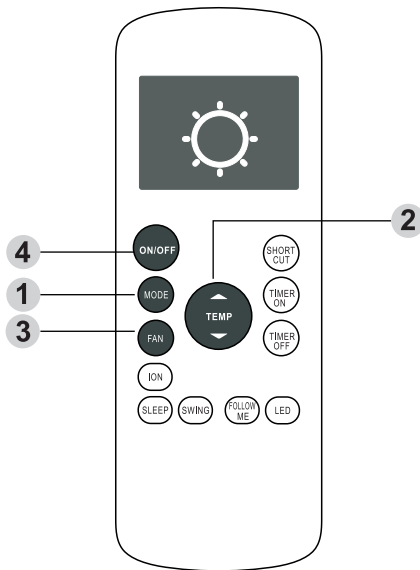 2
4
ON/OFF
SHORT
CUT
1
MODE
TEMP
TIMER
ON
3
FAN
TIMER
OFF
ION
SLEEP
SWING
FOLLOW
ME
LED